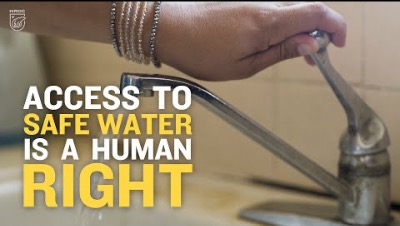 ACCESS TO
SAFE WATER
IS A HUMAN
RIGHT